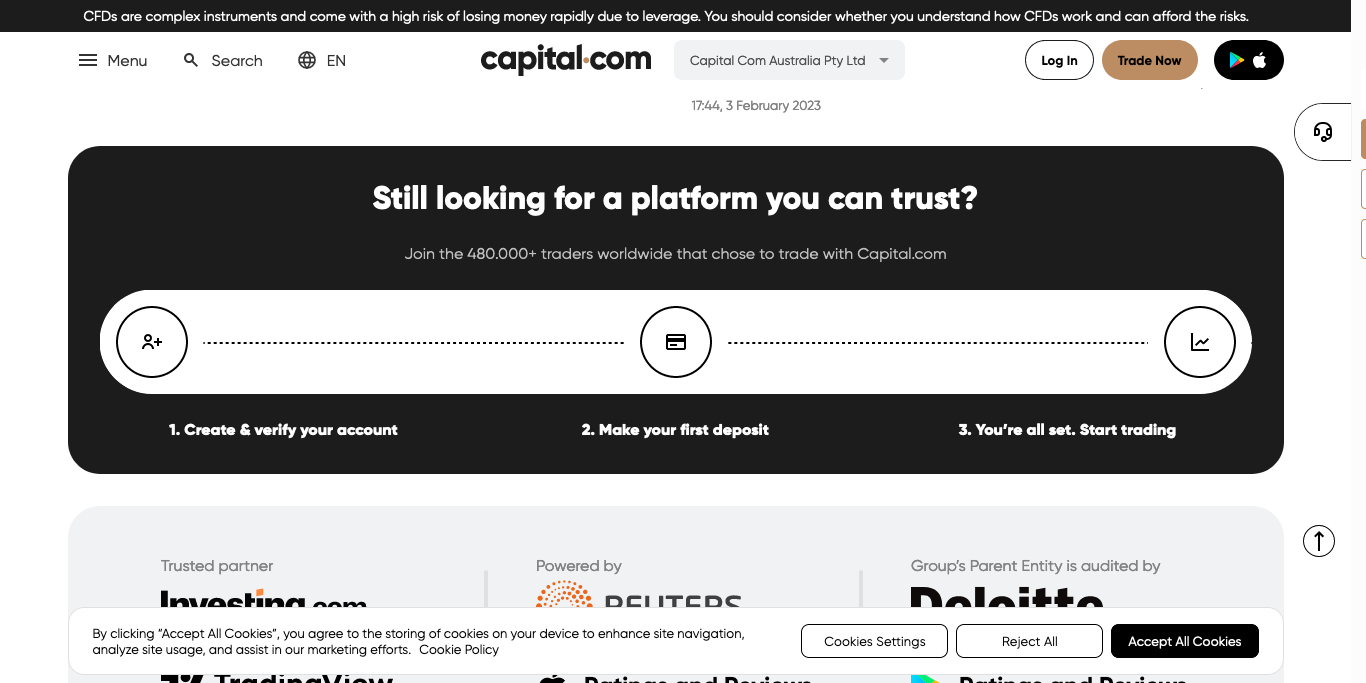 CFDs are complex instruments and come with a high risk of losing money rapidly due to leverage. You should consider whether you understand how CFDs work and can afford the risks.
Menu Search EN capital.com Capital Com Australia Pty Ltd Log In Trade Now
17:44, 3 February 2023
Still looking for a platform you can trust?
Join the 480.000+ traders worldwide that chose to trade with Capital.com
1. Create & verify your account 2. Make your first deposit 3. You're all set. Start trading
Trusted partner Powered by Group's Parent Entity is audited by
Investing.com REUTERS Deloitte
By clicking “Accept All Cookies”, you agree to the storing of cookies on your device to enhance site navigation,
analyze site usage, and assist in our marketing efforts. Cookie Policy
Cookies Settings Reject All Accept All Cookies
TradingView Ratings and Reviews Ratings and Reviews